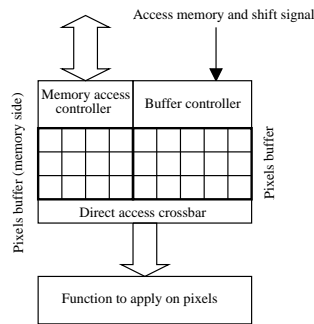 Access memory and shift signal
Memory access
controller
Buffer controller
Pixels buffer (memory side)
Pixels buffer
Direct access crossbar
Function to apply on pixels